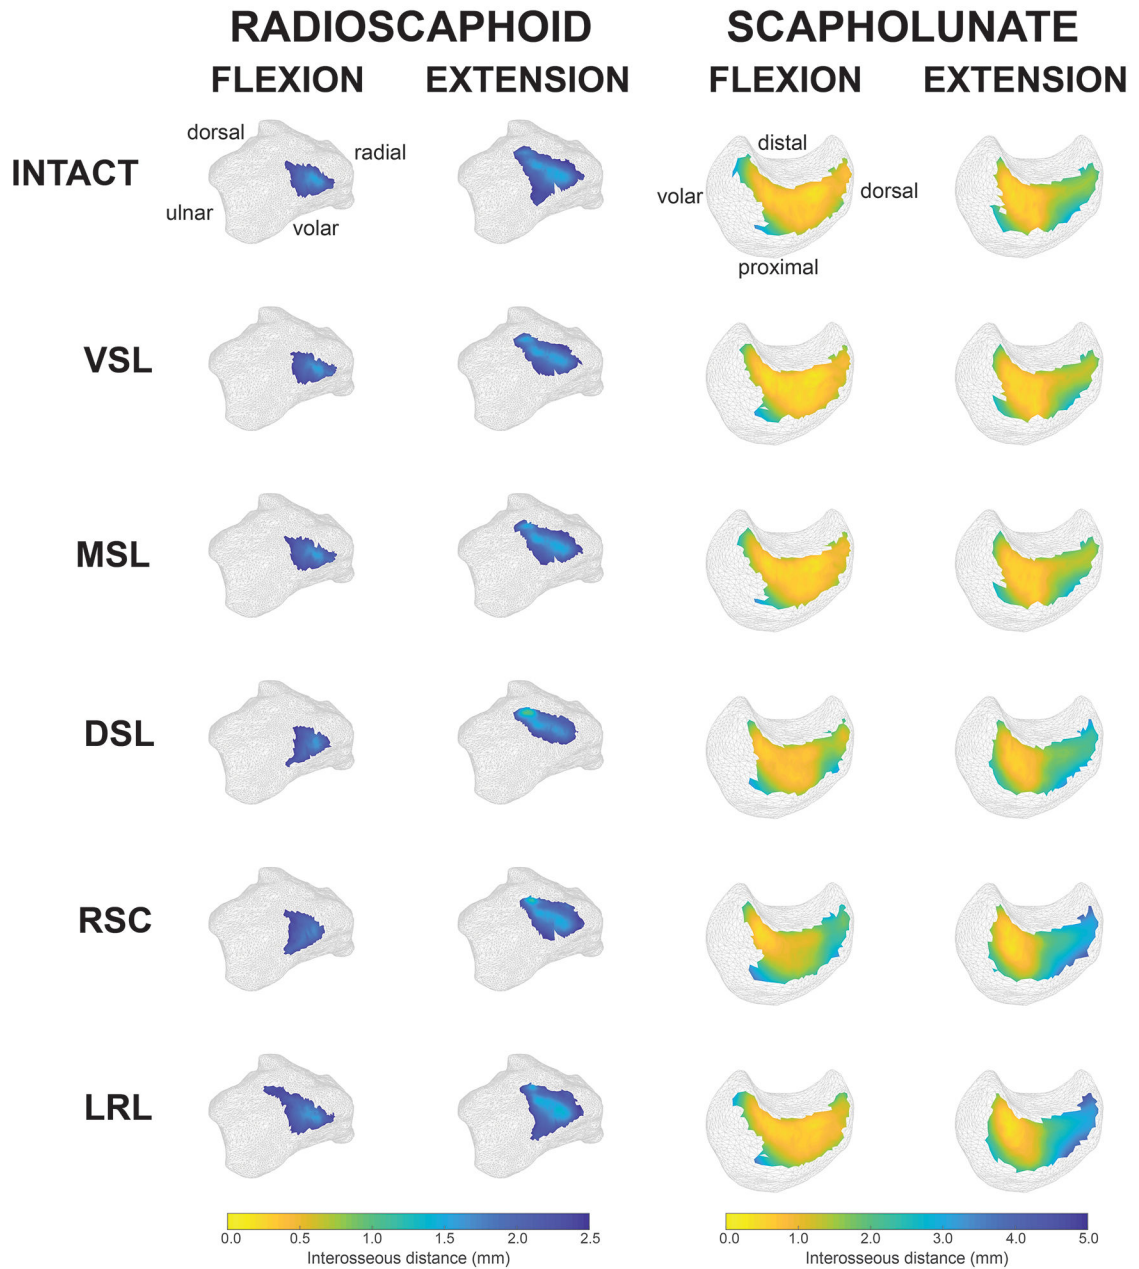 RADIOSCAPHOID SCAPHOLUNATE
FLEXION EXTENSION FLEXION EXTENSION
INTACT
dorsal
radial
ulnar
volar
distal
volar
dorsal
proximal
VSL
MSL
DSL
RSC
LRL
0.0 0.5 1.0 1.5 2.0 2.5
Interosseous distance (mm)
0.0 1.0 2.0 3.0 4.0 5.0
Interosseous distance (mm)